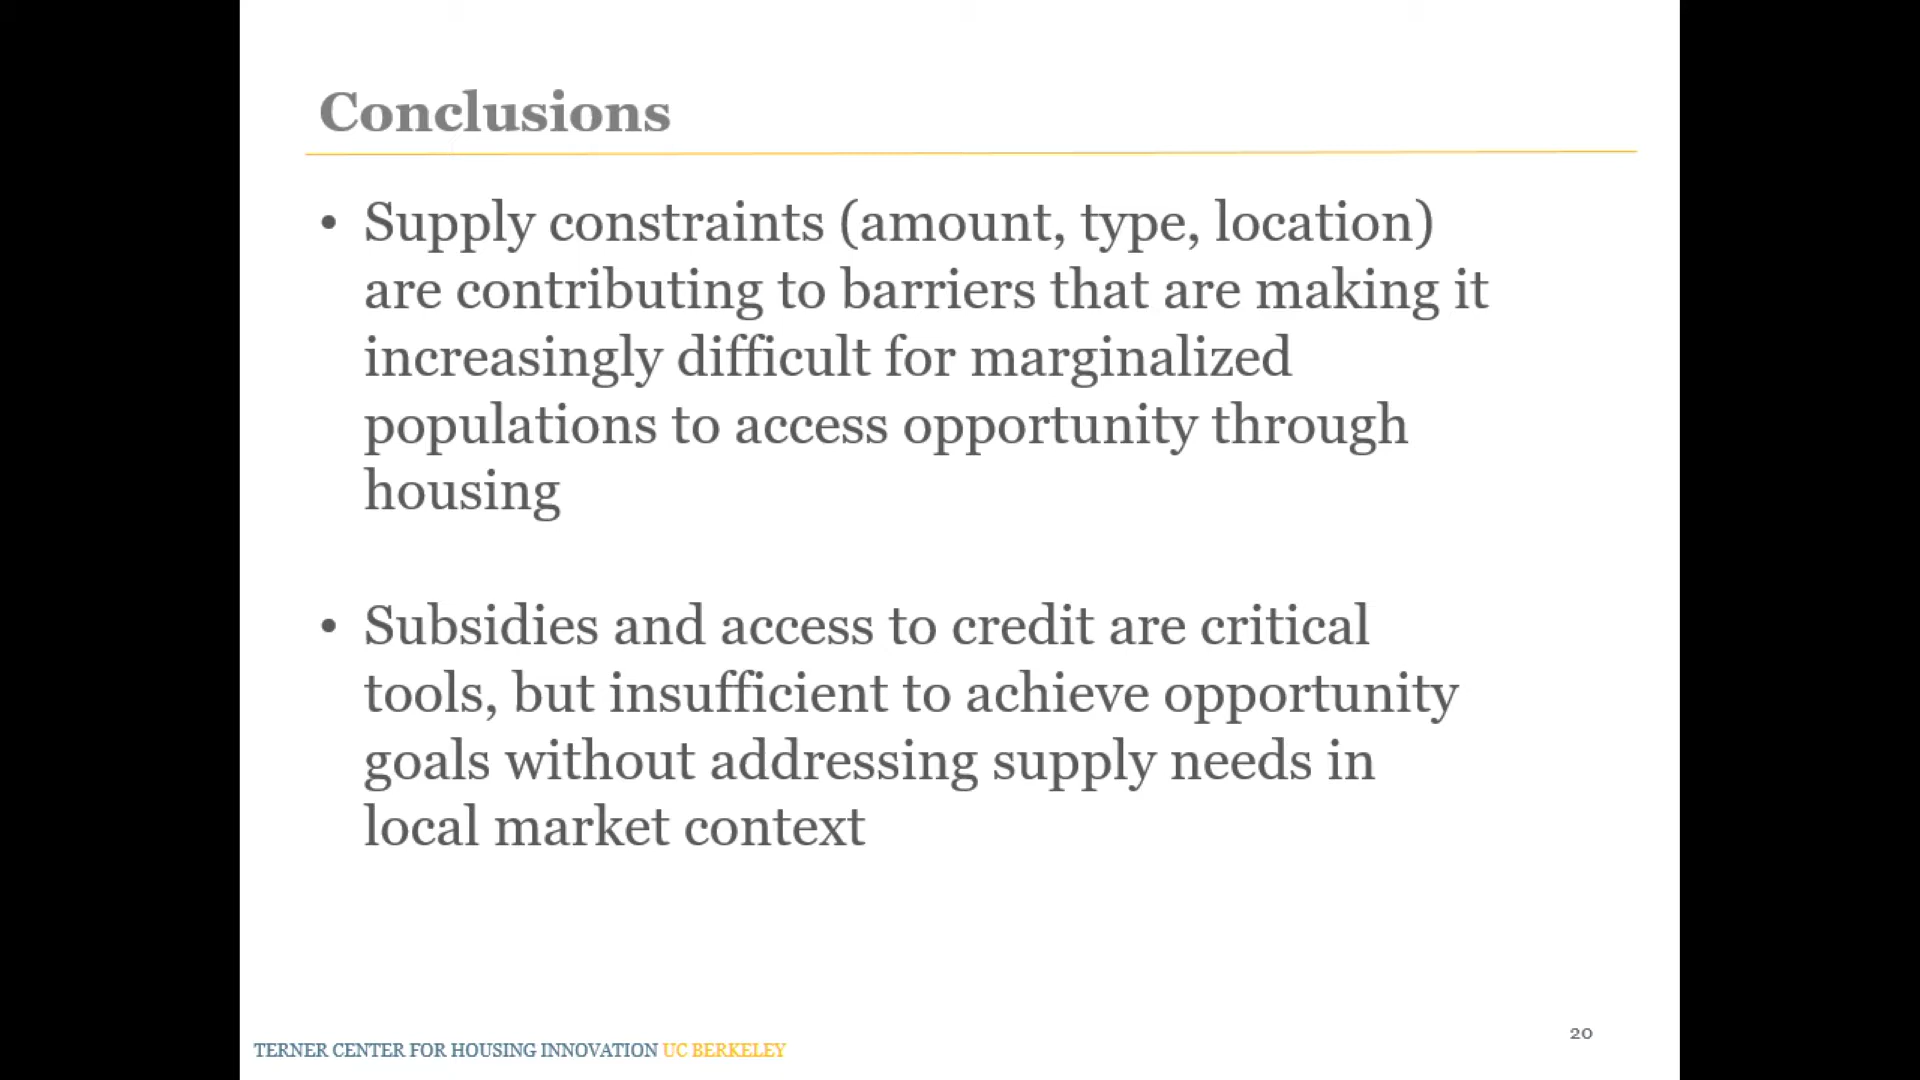 Conclusions
• Supply constraints (amount, type, location)
are contributing to barriers that are making it
increasingly difficult for marginalized
populations to access opportunity through
housing
• Subsidies and access to credit are critical
tools, but insufficient to achieve opportunity
goals without addressing supply needs in
local market context
20
TERNER CENTER FOR HOUSING INNOVATION UC BERKELEY